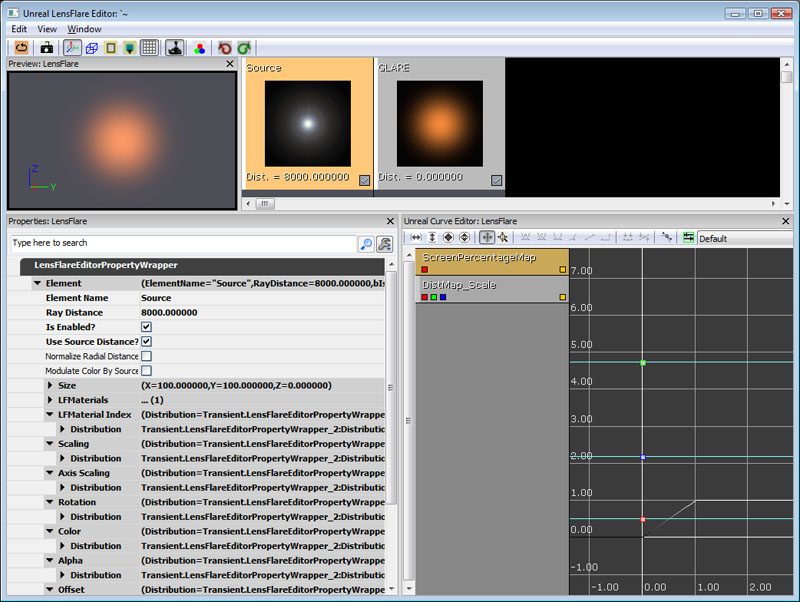 Unreal LensFlare Editor: `~
Edit View Window
Preview: LensFlare
Z
Y
Source
Dist. = 8000.000000
GLARE
Dist. = 0.000000
Properties: LensFlare
Type here to search
LensFlareEditorPropertyWrapper
Element (ElementName="Source",RayDistance=8000.000000,bIs
Element Name Source
Ray Distance 8000.000000
Is Enabled?
Use Source Distance?
Normalize Radial Distance
Modulate Color By Source
Size (X=100.000000,Y=100.000000,Z=0.000000)
LFMaterials ... (1)
LFMaterial Index (Distribution=Transient.LensFlareEditorPropertyWrappe
Distribution Transient.LensFlareEditorPropertyWrapper_2:Distributio
Scaling (Distribution=Transient.LensFlareEditorPropertyWrappe
Distribution Transient.LensFlareEditorPropertyWrapper_2:Distributio
Axis Scaling (Distribution=Transient.LensFlareEditorPropertyWrappe
Distribution Transient.LensFlareEditorPropertyWrapper_2:Distributio
Rotation (Distribution=Transient.LensFlareEditorPropertyWrappe
Distribution Transient.LensFlareEditorPropertyWrapper_2:Distributio
Color (Distribution=Transient.LensFlareEditorPropertyWrappe
Distribution Transient.LensFlareEditorPropertyWrapper_2:Distributio
Alpha (Distribution=Transient.LensFlareEditorPropertyWrappe
Distribution Transient.LensFlareEditorPropertyWrapper_2:Distributio
Offset (Distribution=Transient.LensFlareEditorPropertyWrappe
Unreal Curve Editor: LensFlare
Default
ScreenPercentageMap
DistMap_Scale
7.00
6.00
5.00
4.00
3.00
2.00
1.00
0.00
-1.00
-1.00 0.00 1.00 2.00